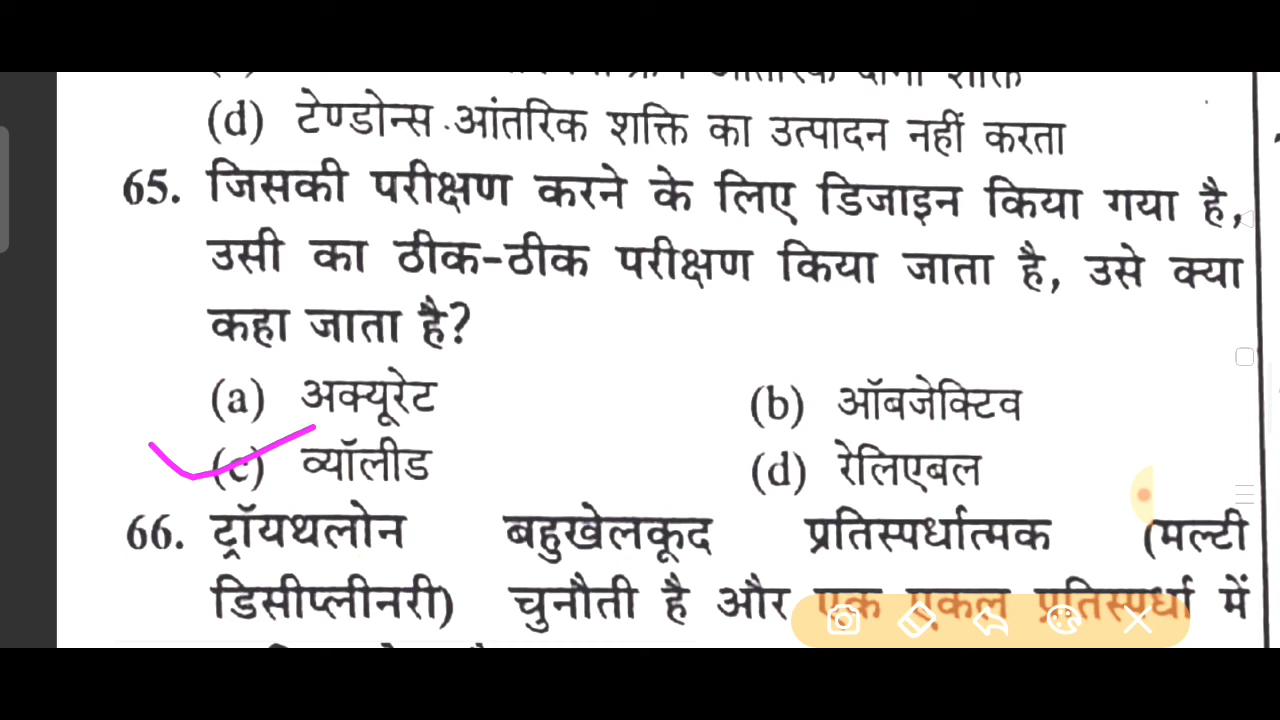 (d) टेण्डोन्स आंतरिक शक्ति का उत्पादन नहीं करता
65. जिसकी परीक्षण करने के लिए डिजाइन किया गया है,
उसी का ठीक-ठीक परीक्षण किया जाता है, उसे क्या
कहा जाता है?
(a) अक्यूरेट (b) ऑबजेक्टिव
(c) व्यॉलीड (d) रेलिएबल
66. ट्रॉयथलोन बहुखेलकूद प्रतिस्पर्धात्मक (मल्टी
डिसीप्लीनरी) चुनौती है और एक एकल प्रतिस्पर्धा में